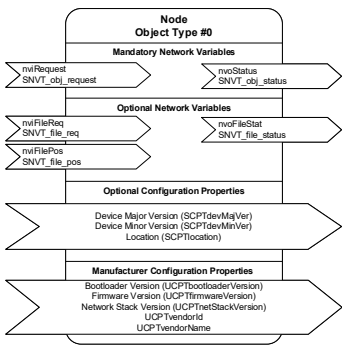 Node
Object Type #0
Mandatory Network Variables
nviRequest
SNVT_obj_request
nvoStatus
SNVT_obj_status
Optional Network Variables
nviFileReq
SNVT_file_req
nvoFileStat
SNVT_file_status
nviFilePos
SNVT_file_pos
Optional Configuration Properties
Device Major Version (SCPTdevMajVer)
Device Minor Version (SCPTdevMinVer)
Location (SCPTlocation)
Manufacturer Configuration Properties
Bootloader Version (UCPTbootloaderVersion)
Firmware Version (UCPTfirmwareVersion)
Network Stack Version (UCPTnetStackVersion)
UCPTvendorId
UCPTvendorName